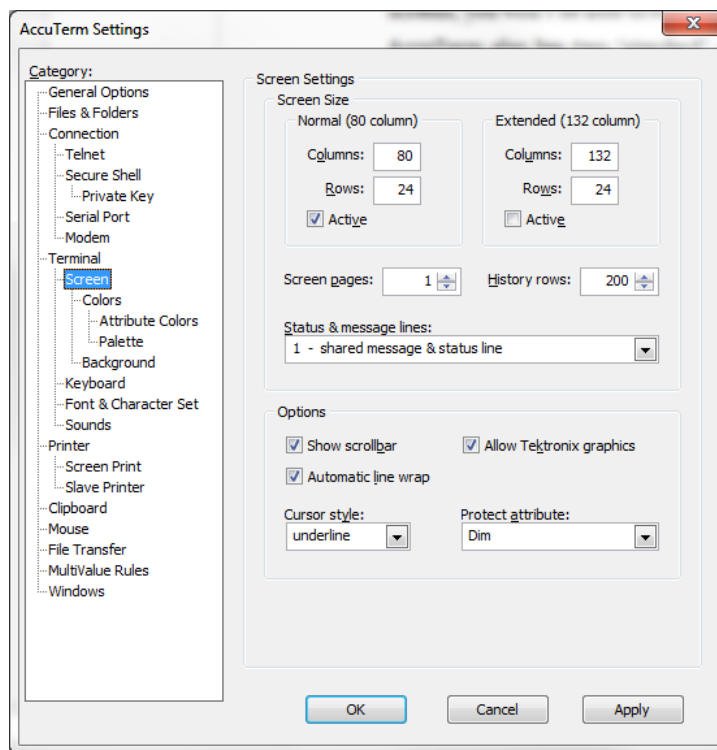 AccuTerm Settings
Category:
General Options
Files & Folders
Connection
Telnet
Secure Shell
Private Key
Serial Port
Modem
Terminal
Screen
Colors
Attribute Colors
Palette
Background
Keyboard
Font & Character Set
Sounds
Printer
Screen Print
Slave Printer
Clipboard
Mouse
File Transfer
MultiValue Rules
Windows
Screen Settings
Screen Size
Normal (80 column)
Columns: 80
Rows: 24
Active
Extended (132 column)
Columns: 132
Rows: 24
Active
Screen pages: 1
History rows: 200
Status & message lines:
1 - shared message & status line
Options
Show scrollbar
Allow Tektronix graphics
Automatic line wrap
Cursor style:
underline
Protect attribute:
Dim
OK
Cancel
Apply